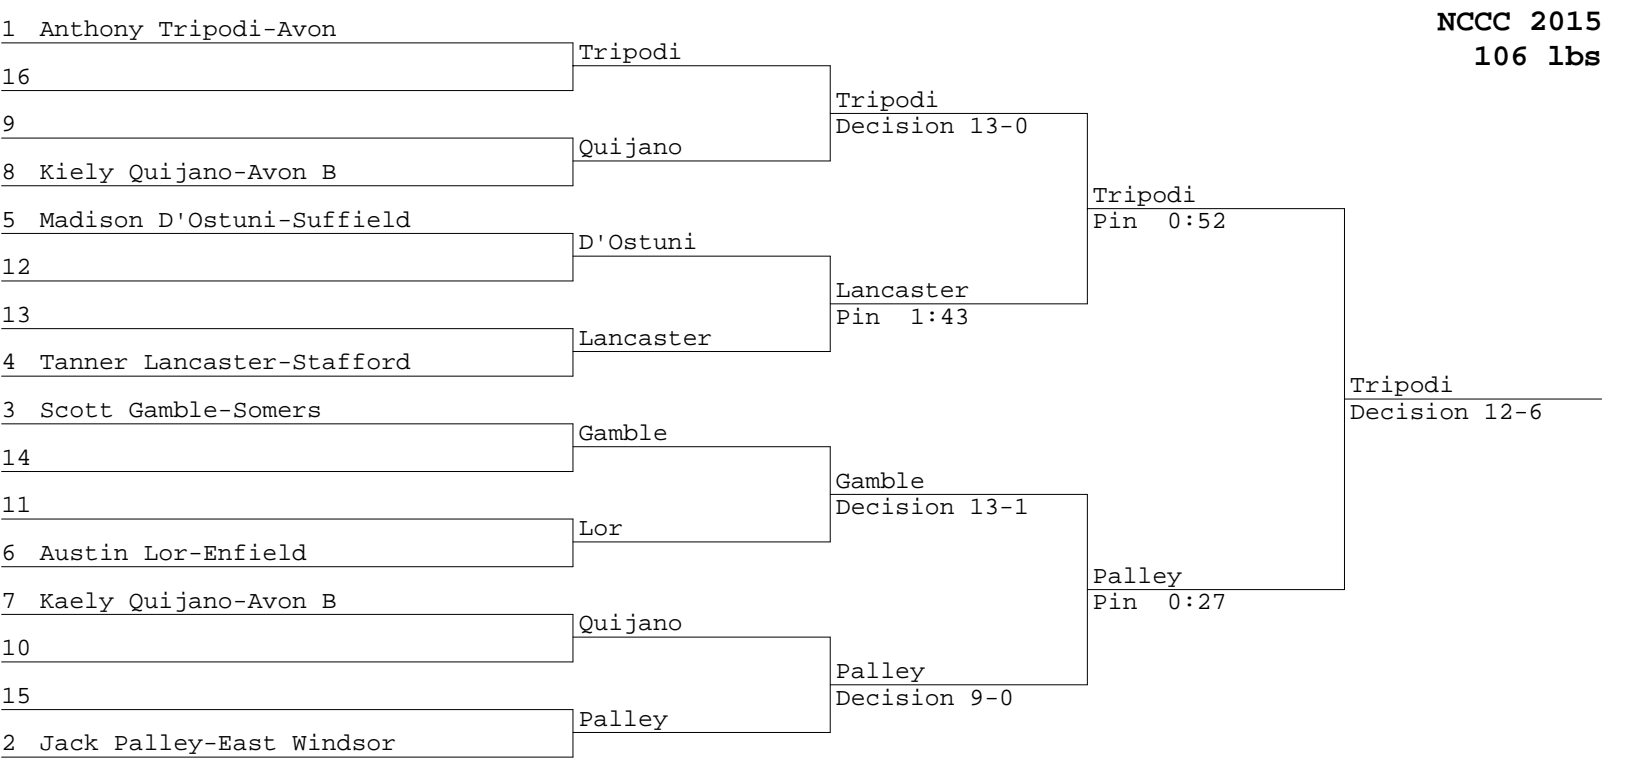 NCCC 2015
106 lbs
1 Anthony Tripodi-Avon
Tripodi
16
Tripodi
Decision 13-0
9
Quijano
8 Kiely Quijano-Avon B
Tripodi
Pin 0:52
5 Madison D'Ostuni-Suffield
D'Ostuni
12
Lancaster
Pin 1:43
13
Lancaster
4 Tanner Lancaster-Stafford
Tripodi
Decision 12-6
3 Scott Gamble-Somers
Gamble
14
Gamble
Decision 13-1
11
Lor
6 Austin Lor-Enfield
Palley
Pin 0:27
7 Kaely Quijano-Avon B
Quijano
10
Palley
Decision 9-0
15
Palley
2 Jack Palley-East Windsor